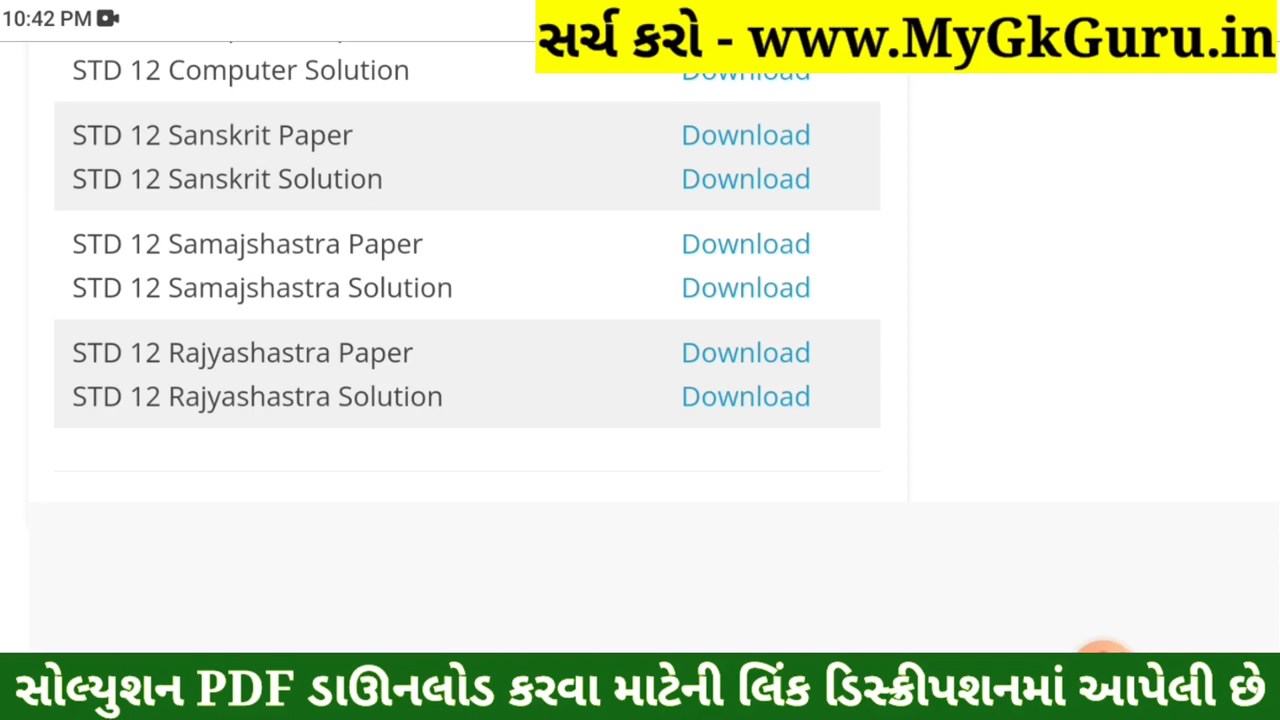 10:42 PM
સર્ચ કરો - www.MyGkGuru.in
STD 12 Computer Solution Download
STD 12 Sanskrit Paper Download
STD 12 Sanskrit Solution Download
STD 12 Samajshastra Paper Download
STD 12 Samajshastra Solution Download
STD 12 Rajyashastra Paper Download
STD 12 Rajyashastra Solution Download
સોલ્યુશન PDF ડાઊનલોડ કરવા માટેની લિંક ડિસ્ક્રીપશનમાં આપેલી છે